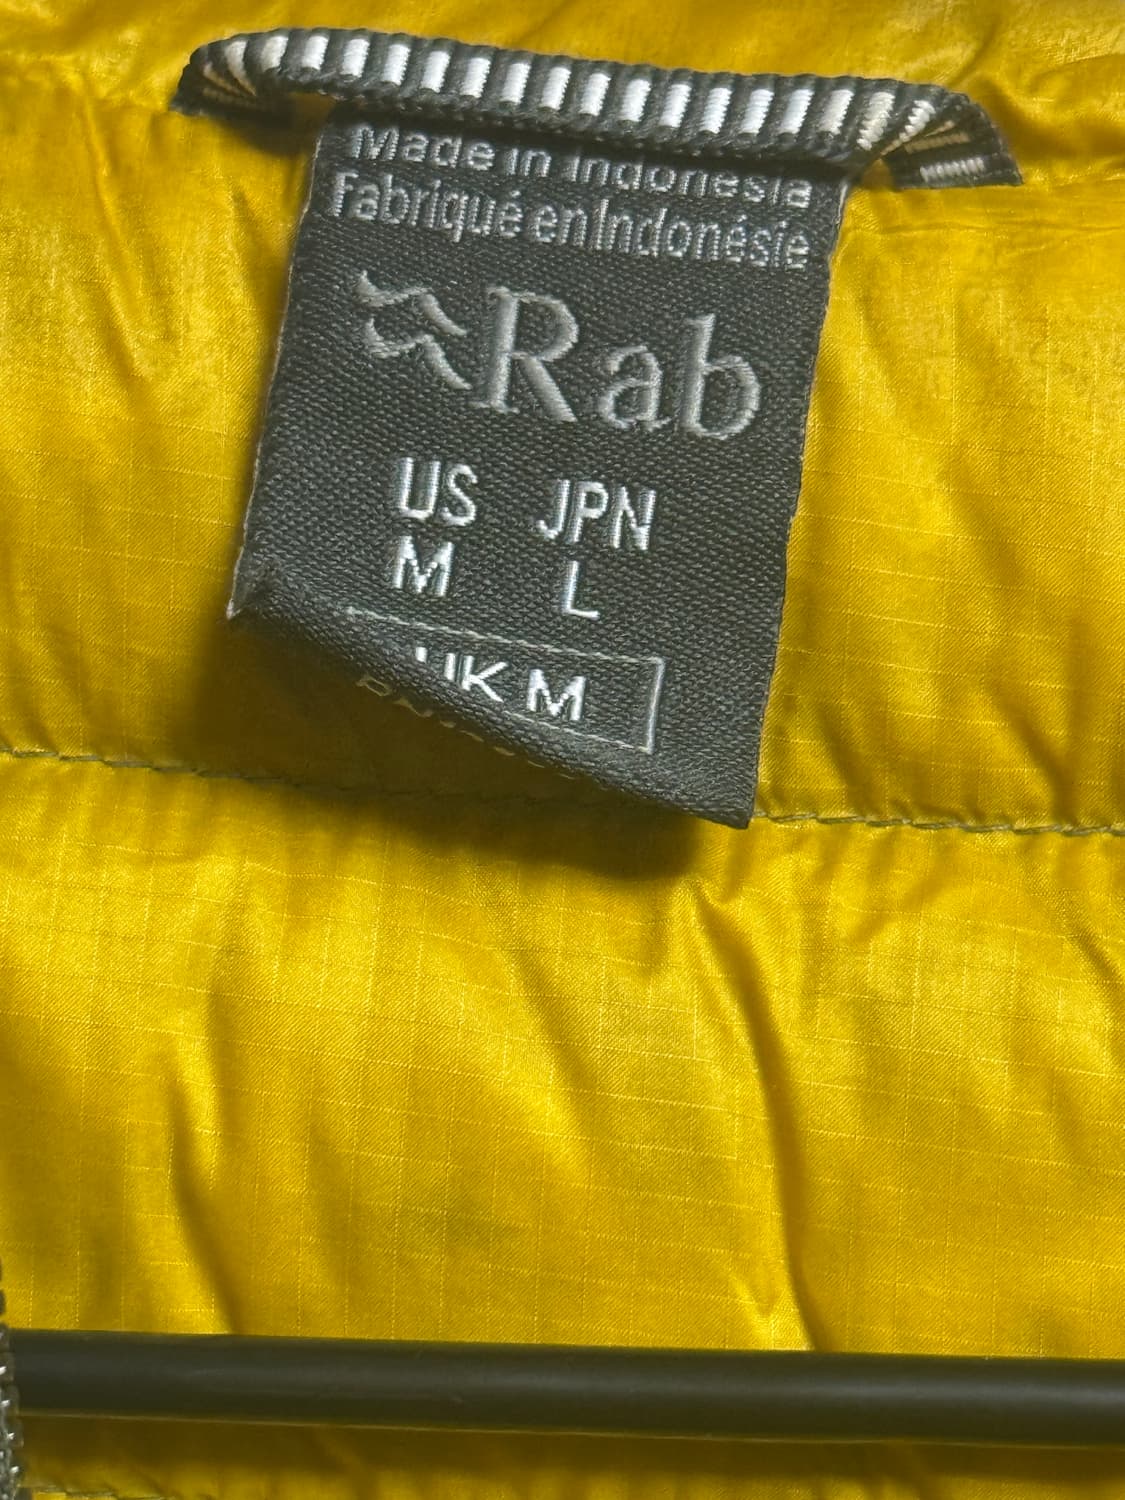 Made in Indonesia
Fabriqué en Indonésie
Rab
US JPN
M L
UK M